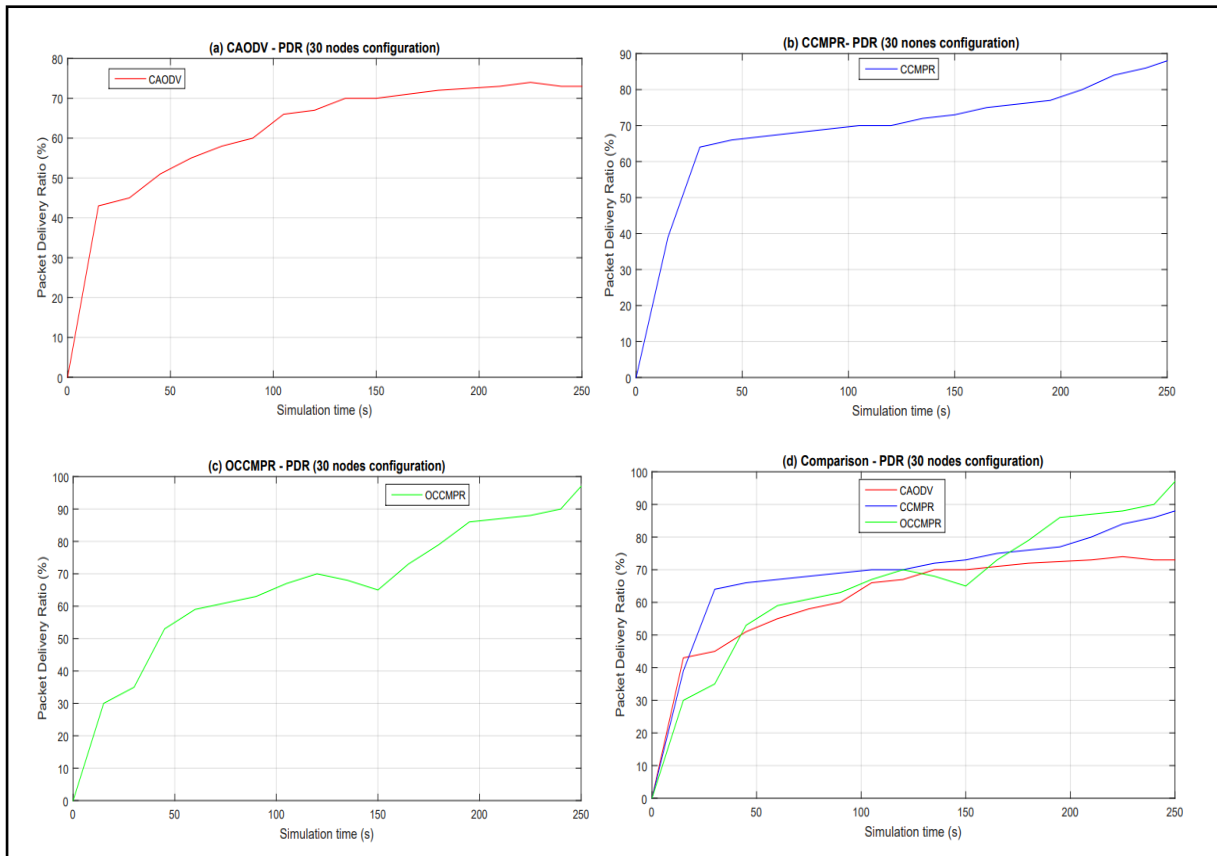 (a) CAODV - PDR (30 nodes configuration)
CAODV
Packet Delivery Ratio (%)
80
70
60
50
40
30
20
10
0
0 50 100 150 200 250
Simulation time (s)
(b) CCMPR- PDR (30 nones configuration)
CCMPR
Packet Delivery Ratio (%)
90
80
70
60
50
40
30
20
10
0
0 50 100 150 200 250
Simulation time (s)
(c) OCCMPR - PDR (30 nodes configuration)
OCCMPR
Packet Delivery Ratio (%)
100
90
80
70
60
50
40
30
20
10
0
0 50 100 150 200 250
Simulation time (s)
(d) Comparison - PDR (30 nodes configuration)
CAODV
CCMPR
OCCMPR
Packet Delivery Ratio (%)
100
90
80
70
60
50
40
30
20
10
0
0 50 100 150 200 250
Simulation time (s)